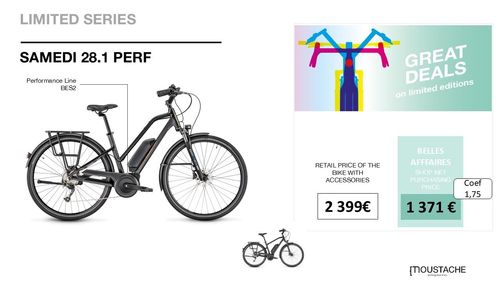 LIMITED SERIES
SAMEDI 28.1 PERF
Performance Line
BES2
GREAT
DEALS
on limited editions
RETAIL PRICE OF THE
BIKE WITH
ACCESSORIES
2 399€
BELLES
AFFAIRES
SHOP NET
PURCHASING
PRICE
1 371 €
Coef
1,75
MOUSTACHE